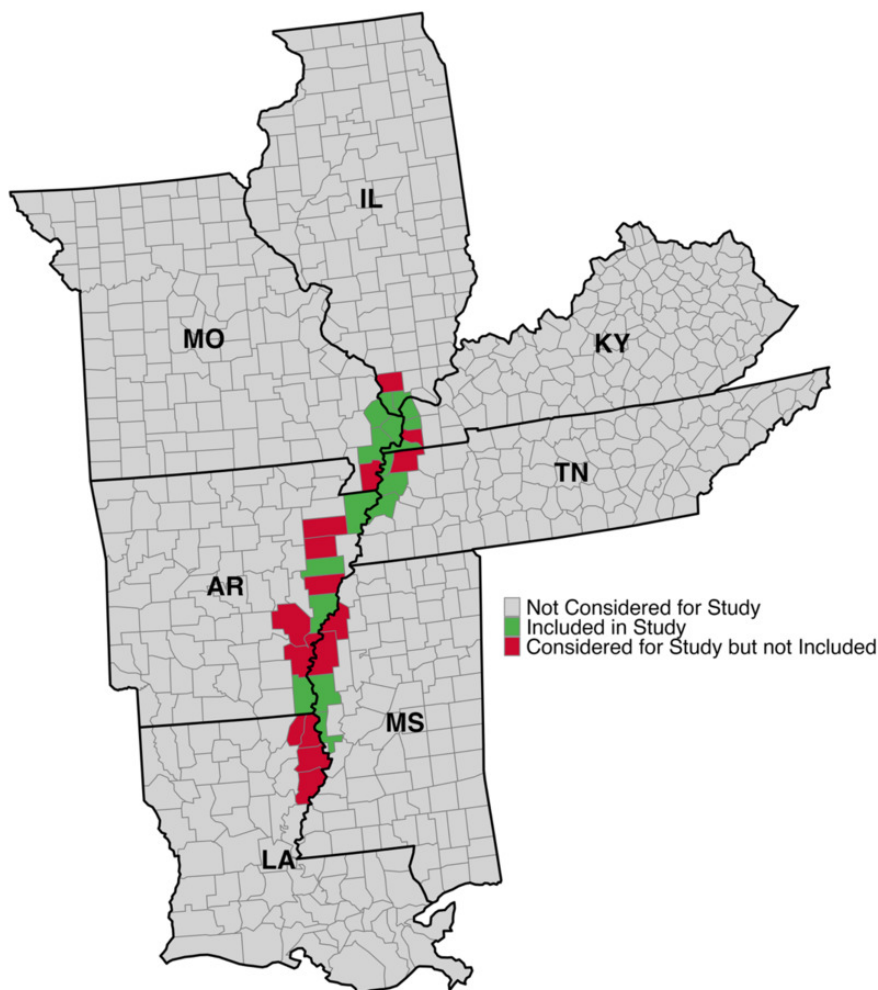 IL
MO
KY
TN
AR
Not Considered for Study
Included in Study
Considered for Study but not Included
MS
LA